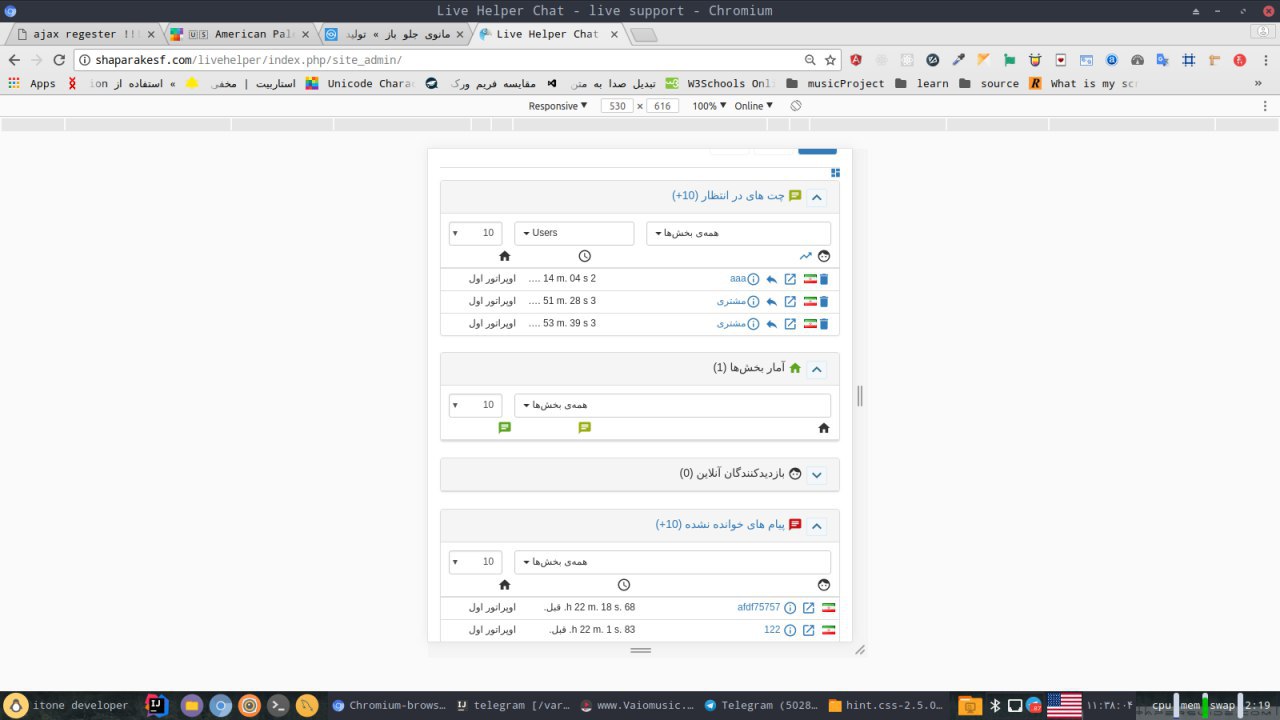 Live Helper Chat - live support - Chromium
ajax regester !!
American Pal
مانوی جلو باز » تولید
Live Helper Chat
shaparakesf.com/livehelper/index.php/site_admin/
Apps
استفاده از » ion
استاربیت | مخفی
Unicode Charac
مقایسه فریم ورک
تبدیل صدا به متن
W3Schools Onl
musicProject
learn
source
What is my scr
»
Responsive 530 × 616 100% Online
چت های در انتظار (10+)
همه‌ی بخش‌ها Users 10
aaa 2 s 04 .m 14 .... اوپراتور اول
مشتری 3 s 28 .m 51 .... اوپراتور اول
مشتری 3 s 39 .m 53 .... اوپراتور اول
آمار بخش‌ها (1)
همه‌ی بخش‌ها 10
بازدیدکنندگان آنلاین (0)
پیام های خوانده نشده (10+)
همه‌ی بخش‌ها 10
afdf75757 68 .h 22 m. 18 s قبل. اوپراتور اول
122 83 .h 22 m. 1 s قبل. اوپراتور اول
itone developer
mium-brows…
telegram [/var…
www.VasoMusic.…
Telegram (2628…
hint.css-2.5.0…
۱۱:۳۸:۰۴
cpu mem swap 2:19